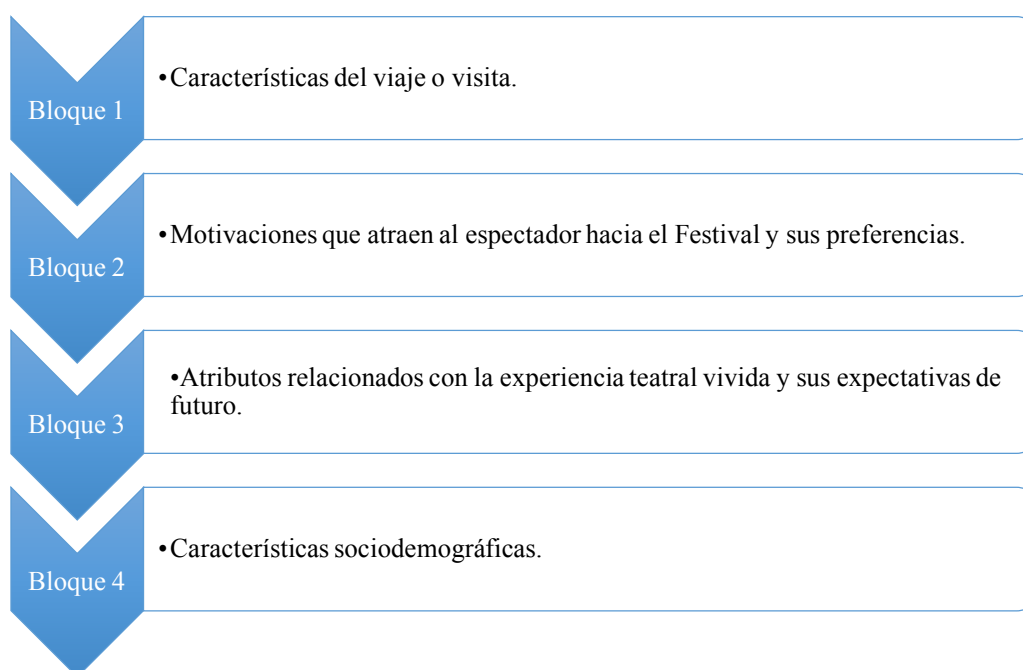 Bloque 1
•Características del viaje o visita.
Bloque 2
•Motivaciones que atraen al espectador hacia el Festival y sus preferencias.
Bloque 3
•Atributos relacionados con la experiencia teatral vivida y sus expectativas de
futuro.
Bloque 4
•Características sociodemográficas.